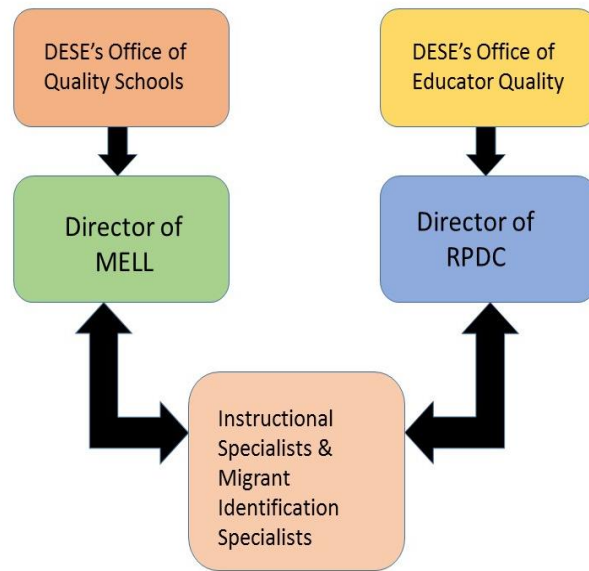 DESE's Office of
Quality Schools
DESE's Office of
Educator Quality
Director of
MELL
Director of
RPDC
Instructional
Specialists &
Migrant
Identification
Specialists